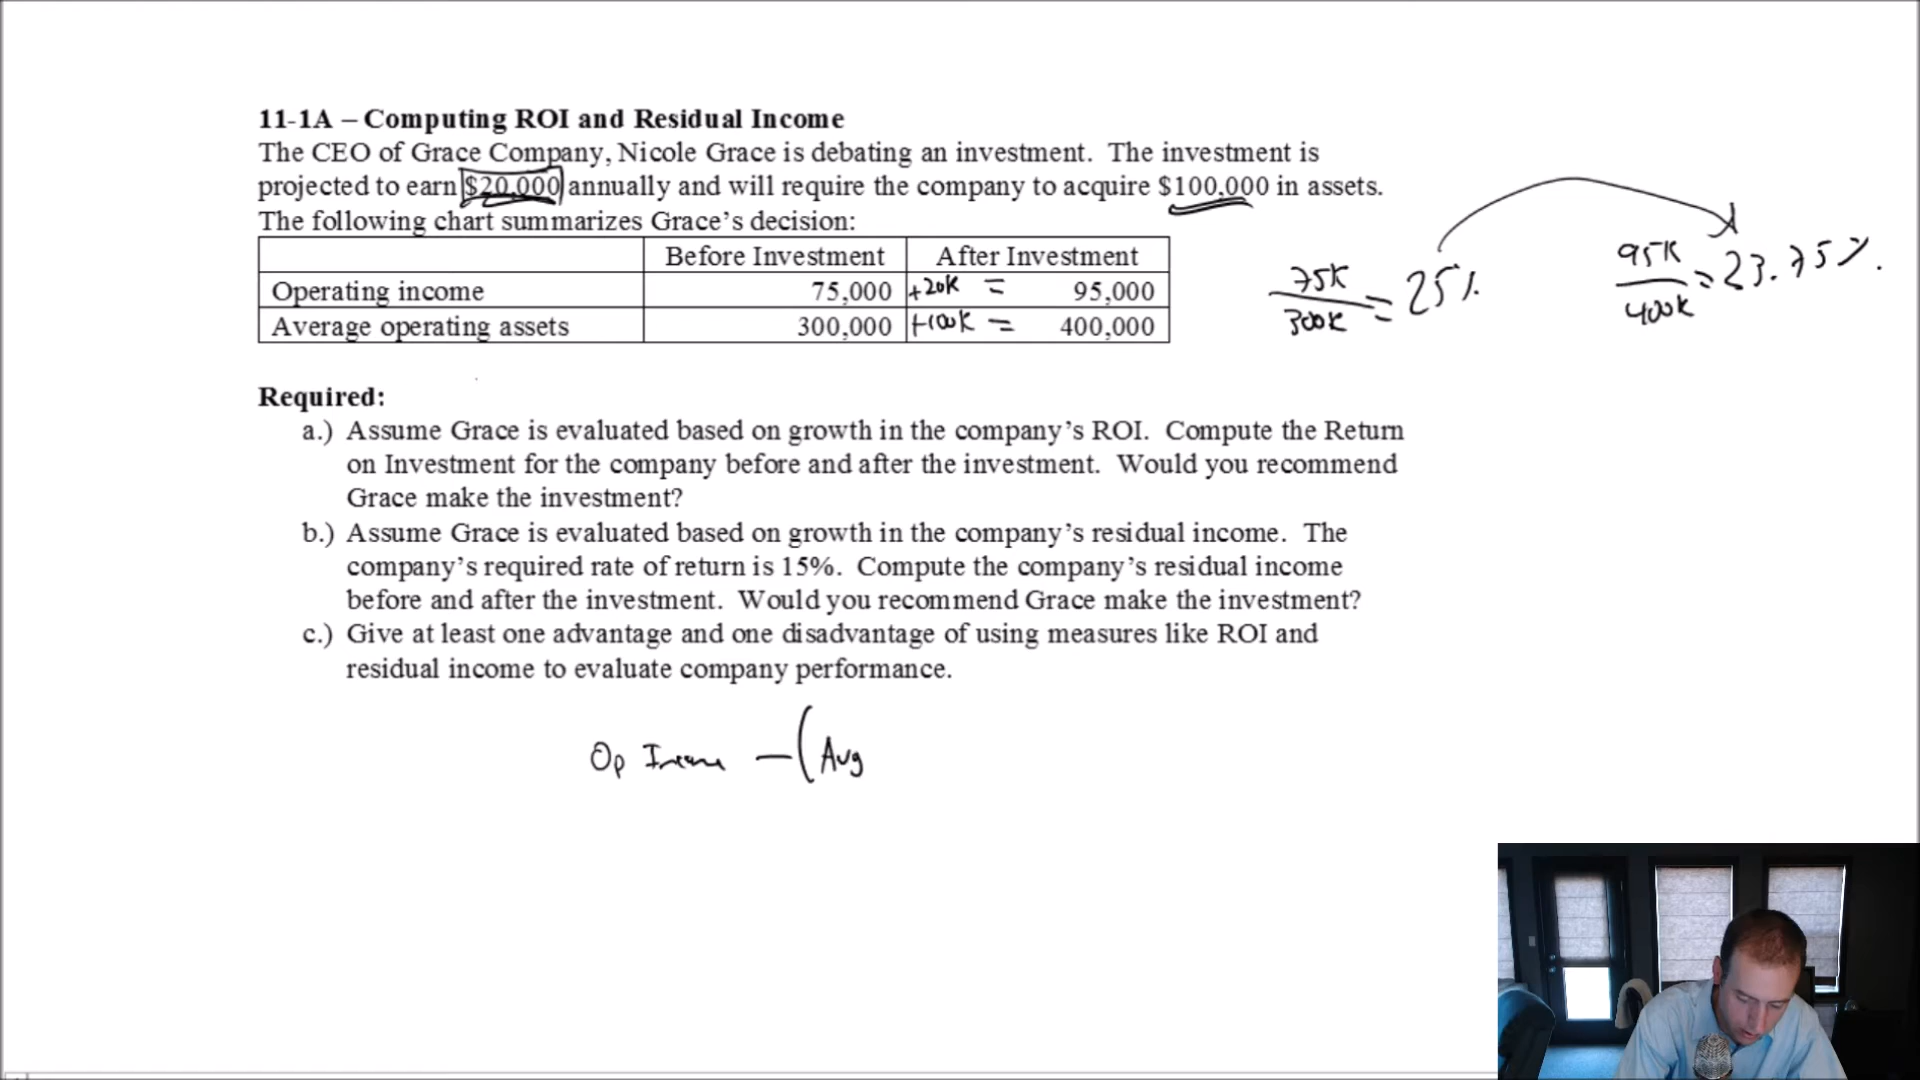 11-1A – Computing ROI and Residual Income
The CEO of Grace Company, Nicole Grace is debating an investment. The investment is
projected to earn $20,000 annually and will require the company to acquire $100,000 in assets.
The following chart summarizes Grace's decision:
Before Investment After Investment
Operating income 75,000 +20K = 95,000
Average operating assets 300,000 +100K = 400,000
75K
300K
= 25%
95K
400K
= 23.75%.
Required:
a.) Assume Grace is evaluated based on growth in the company's ROI. Compute the Return
on Investment for the company before and after the investment. Would you recommend
Grace make the investment?
b.) Assume Grace is evaluated based on growth in the company's residual income. The
company's required rate of return is 15%. Compute the company's residual income
before and after the investment. Would you recommend Grace make the investment?
c.) Give at least one advantage and one disadvantage of using measures like ROI and
residual income to evaluate company performance.
Op Income — (Avg